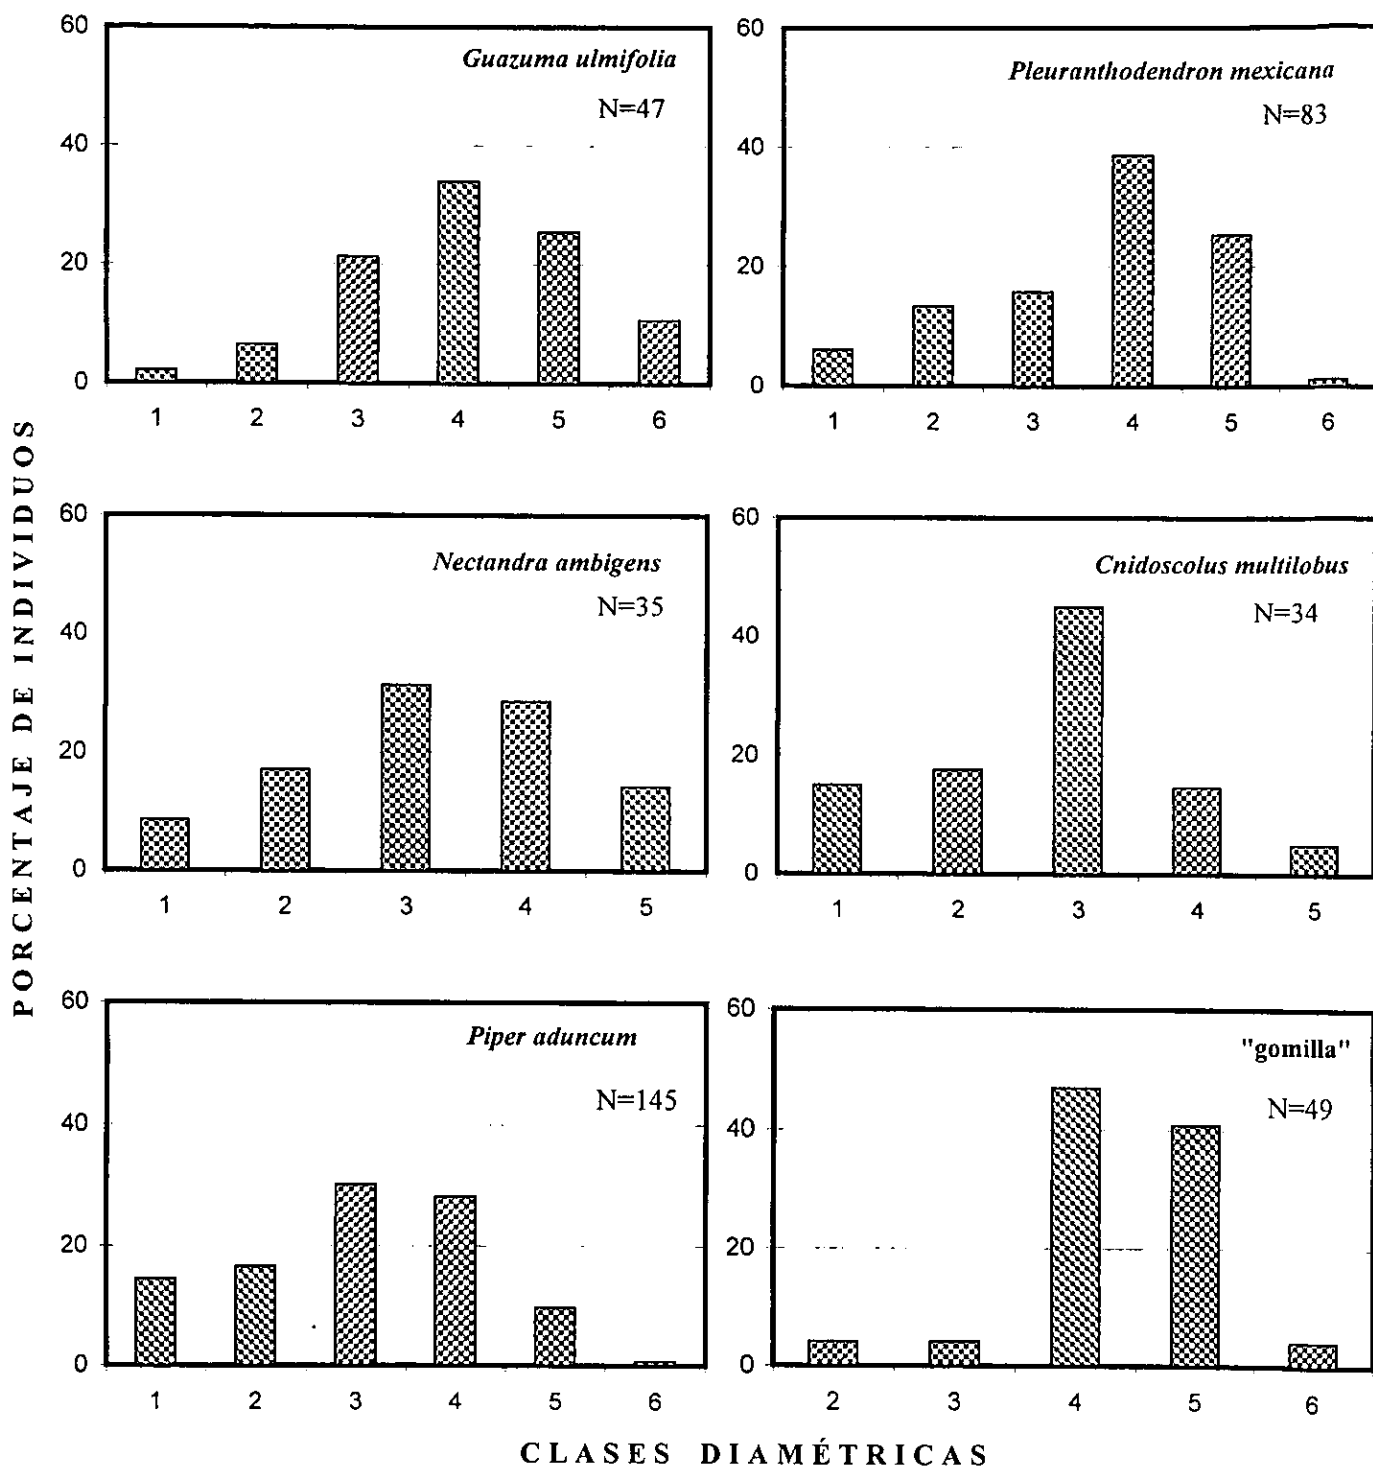 PORCENTAJE DE INDIVIDUOS
60
40
20
0
Guazuma ulmifolia
N=47
1 2 3 4 5 6
60
40
20
0
Pleuranthodendron mexicana
N=83
1 2 3 4 5 6
60
40
20
0
Nectandra ambigens
N=35
1 2 3 4 5
60
40
20
0
Cnidoscolus multilobus
N=34
1 2 3 4 5
60
40
20
0
Piper aduncum
N=145
1 2 3 4 5 6
60
40
20
0
"gomilla"
N=49
2 3 4 5 6
CLASES DIAMÉTRICAS